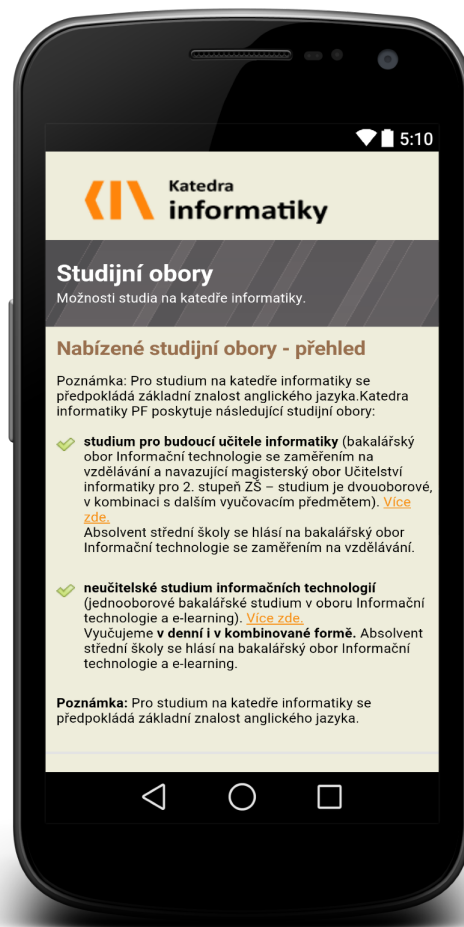 5:10
Katedra
informatiky
Studijní obory
Možnosti studia na katedře informatiky.
Nabízené studijní obory - přehled
Poznámka: Pro studium na katedře informatiky se
předpokládá základní znalost anglického jazyka.Katedra
informatiky PF poskytuje následující studijní obory:
studium pro budoucí učitele informatiky (bakalářský
obor Informační technologie se zaměřením na
vzdělávání a navazující magisterský obor Učitelství
informatiky pro 2. stupeň ZŠ – studium je dvouoborové,
v kombinaci s dalším vyučovacím předmětem). Více
zde.
Absolvent střední školy se hlásí na bakalářský obor
Informační technologie se zaměřením na vzdělávání.
neučitelské studium informačních technologií
(jednooborové bakalářské studium v oboru Informační
technologie a e-learning). Více zde.
Vyučujeme v denní i v kombinované formě. Absolvent
střední školy se hlásí na bakalářský obor Informační
technologie a e-learning.
Poznámka: Pro studium na katedře informatiky se
předpokládá základní znalost anglického jazyka.